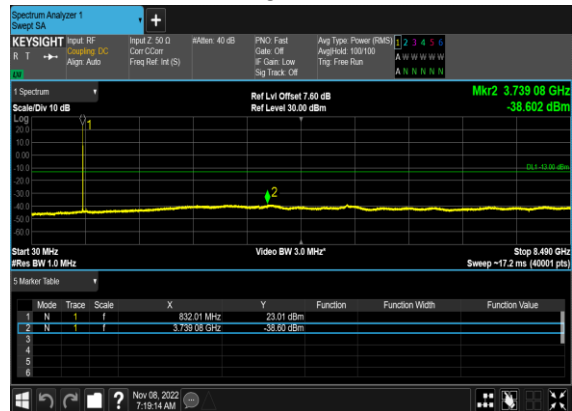 Spectrum Analyzer 1
Swept SA
+
KEYSIGHT Input: RF Input Z: 50 Ω #Atten: 40 dB PNO: Fast Avg Type: Power (RMS) 1 2 3 4 5 6
R T Coupling: DC Corr CCorr Gate: Off Avg|Hold: 100/100 A W W W W W
Align: Auto Freq Ref: Int (S) IF Gain: Low Trig: Free Run
Sig Track: Off A N N N N N
1 Spectrum Ref Lvl Offset 7.60 dB Mkr2 3.739 08 GHz
Scale/Div 10 dB Ref Level 30.00 dBm -38.602 dBm
Log
1
20.0
10.0
0.00
-10.0
DL1 -13.00 dBm
-20.0
-30.0
2
-40.0
-50.0
-60.0
Start 30 MHz Video BW 3.0 MHz* Stop 8.490 GHz
#Res BW 1.0 MHz Sweep ~17.2 ms (40001 pts)
5 Marker Table
Mode Trace Scale X Y Function Function Width Function Value
1 N 1 f 832.01 MHz 23.01 dBm
2 N 1 f 3.739 08 GHz -38.60 dBm
3
4
5
6
? Nov 08, 2022
7:19:14 AM